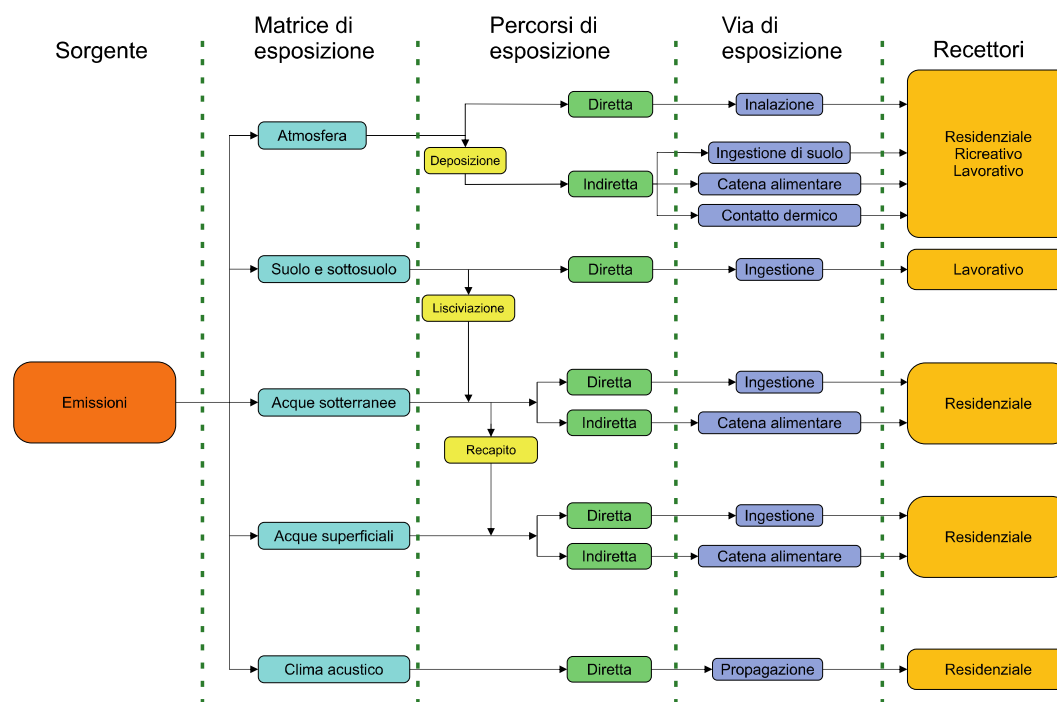 Sorgente
Matrice di
esposizione
Percorsi di
esposizione
Via di
esposizione
Recettori
Emissioni
Atmosfera
Deposizione
Diretta
Inalazione
Indiretta
Ingestione di suolo
Catena alimentare
Contatto dermico
Residenziale
Ricreativo
Lavorativo
Suolo e sottosuolo
Lisciviazione
Diretta
Ingestione
Lavorativo
Acque sotterranee
Recapito
Diretta
Ingestione
Indiretta
Catena alimentare
Residenziale
Acque superficiali
Diretta
Ingestione
Indiretta
Catena alimentare
Residenziale
Clima acustico
Diretta
Propagazione
Residenziale